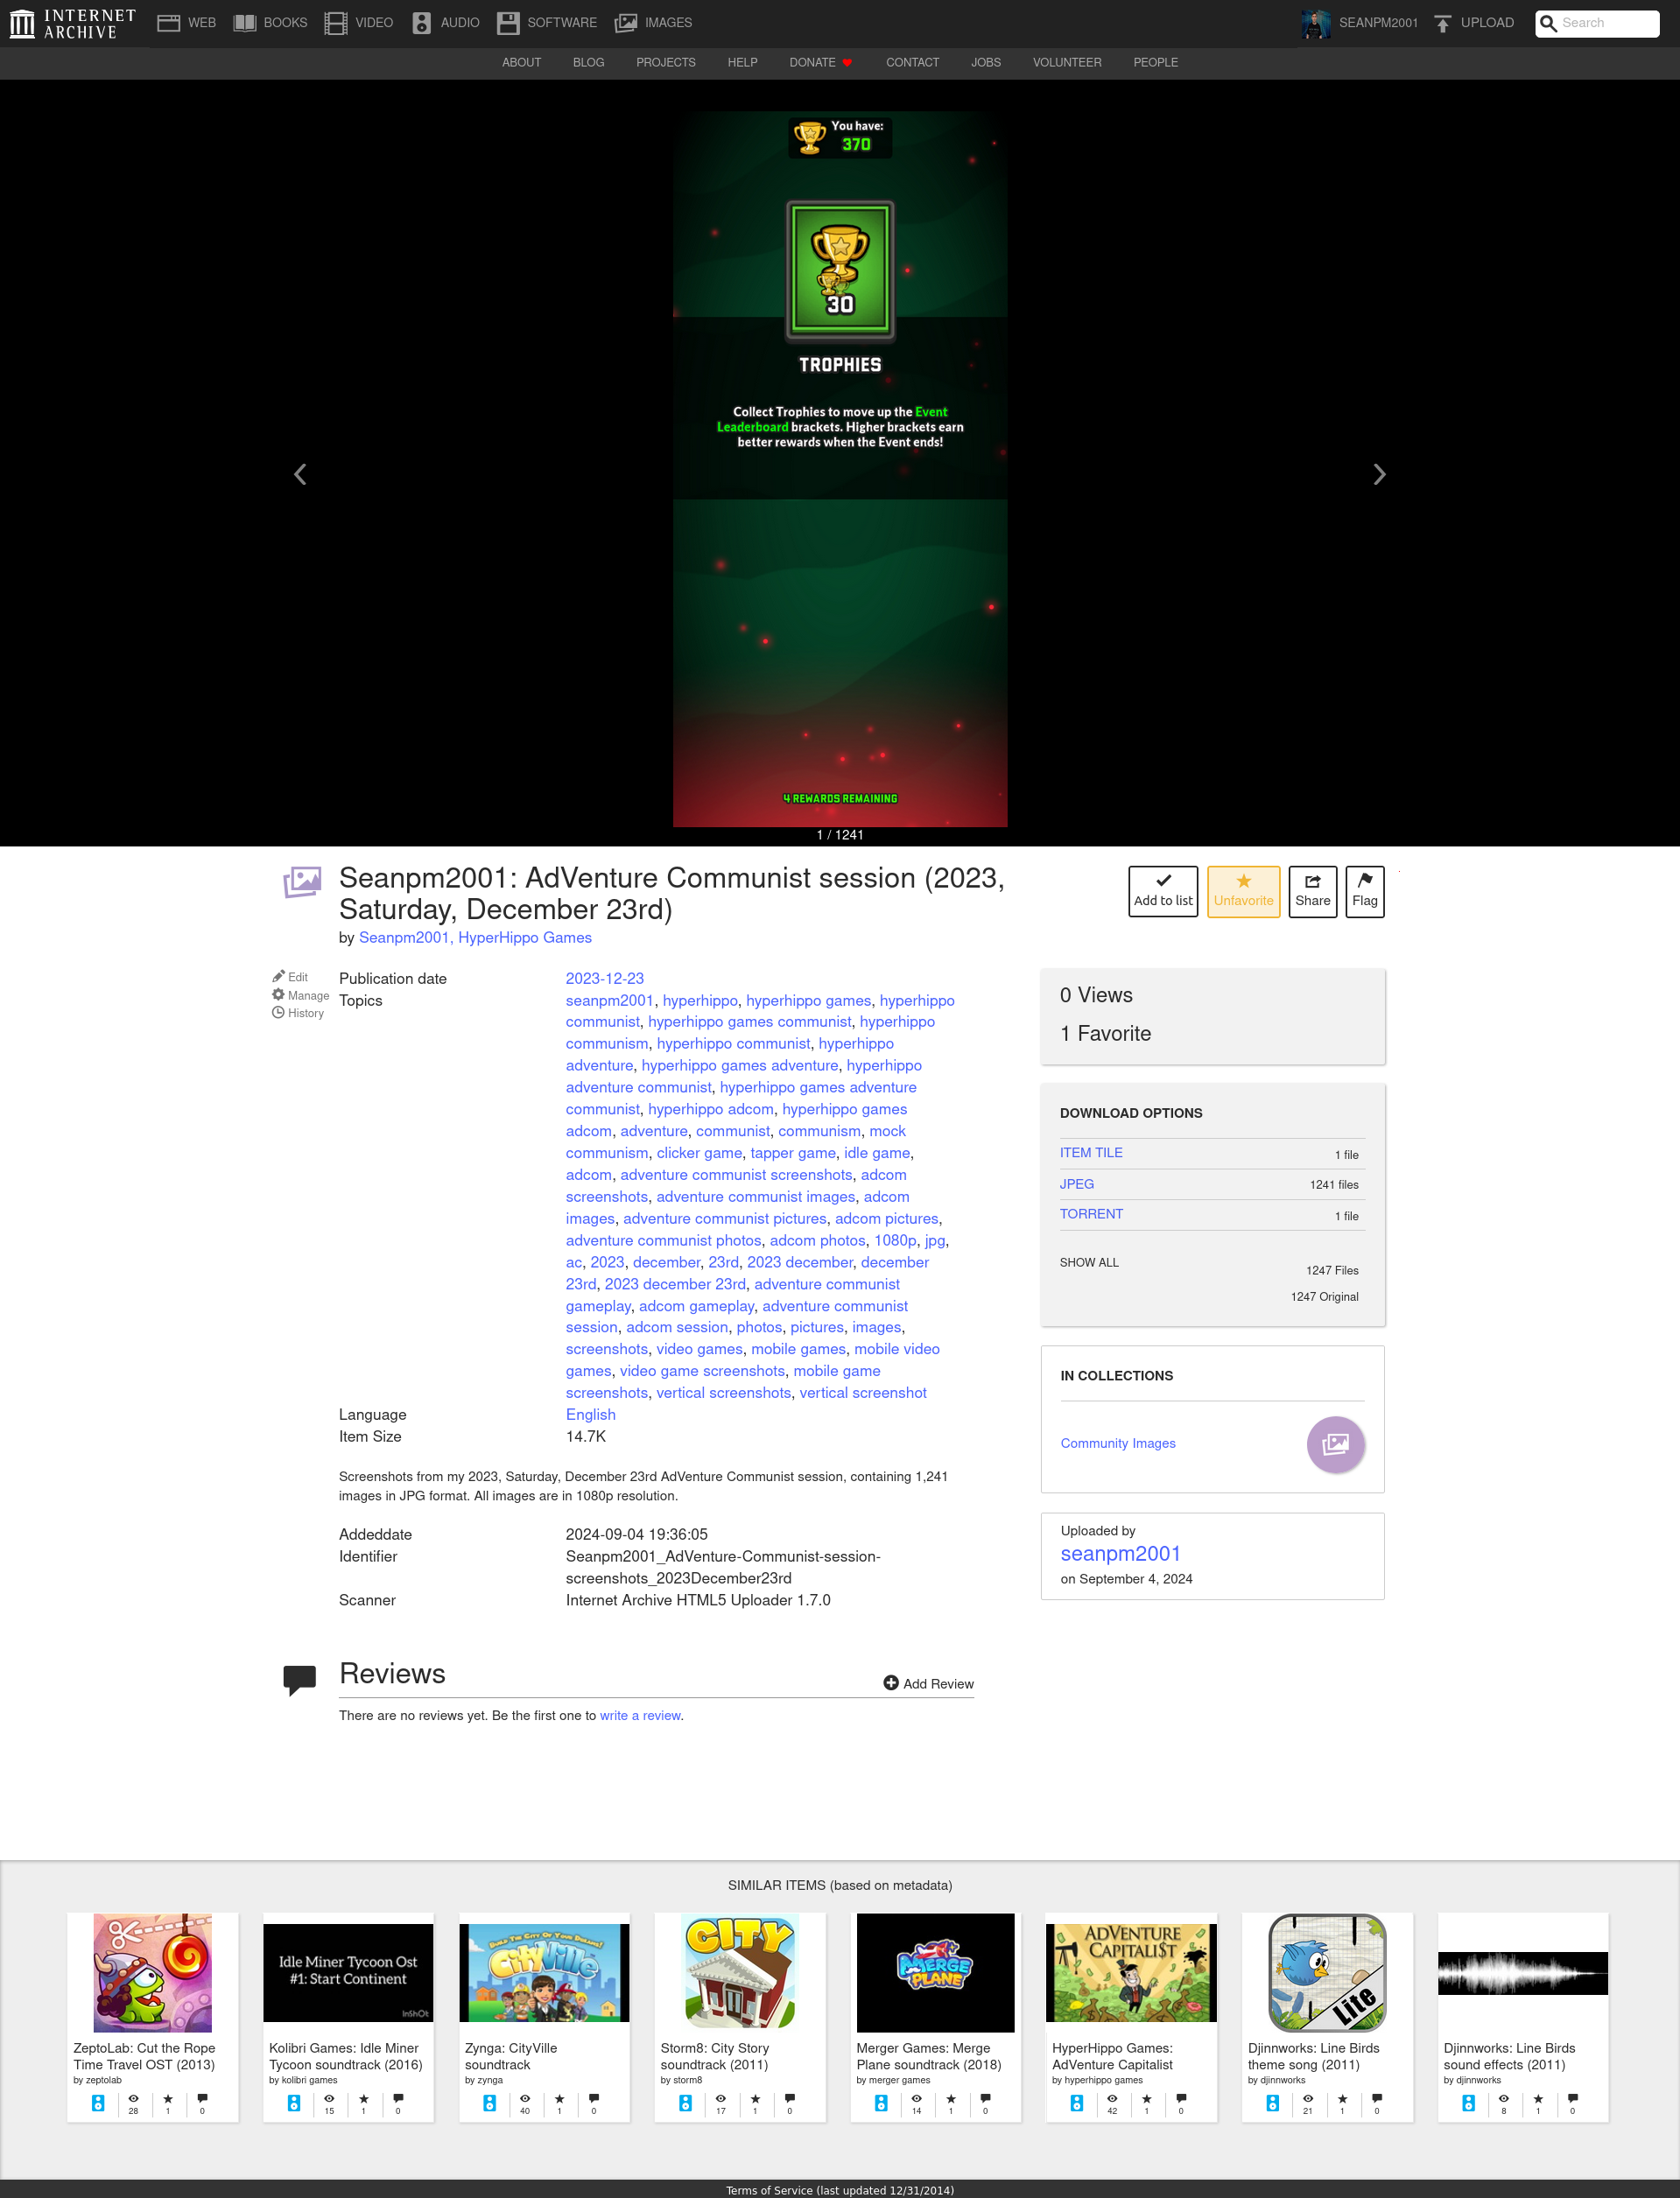 INTERNET ARCHIVE
WEB
BOOKS
VIDEO
AUDIO
SOFTWARE
IMAGES
SEANPM2001
UPLOAD
Search
ABOUT
BLOG
PROJECTS
HELP
DONATE
CONTACT
JOBS
VOLUNTEER
PEOPLE
You have:
370
30
TROPHIES
Collect Trophies to move up the Event
Leaderboard brackets. Higher brackets earn
better rewards when the Event ends!
4 REWARDS REMAINING
1 / 1241
Seanpm2001: AdVenture Communist session (2023,
Saturday, December 23rd)
by Seanpm2001, HyperHippo Games
Add to list
Unfavorite
Share
Flag
Edit
Manage
History
Publication date
2023-12-23
Topics
seanpm2001, hyperhippo, hyperhippo games, hyperhippo
communist, hyperhippo games communist, hyperhippo
communism, hyperhippo communist, hyperhippo
adventure, hyperhippo games adventure, hyperhippo
adventure communist, hyperhippo games adventure
communist, hyperhippo adcom, hyperhippo games
adcom, adventure, communist, communism, mock
communism, clicker game, tapper game, idle game,
adcom, adventure communist screenshots, adcom
screenshots, adventure communist images, adcom
images, adventure communist pictures, adcom pictures,
adventure communist photos, adcom photos, 1080p, jpg,
ac, 2023, december, 23rd, 2023 december, december
23rd, 2023 december 23rd, adventure communist
gameplay, adcom gameplay, adventure communist
session, adcom session, photos, pictures, images,
screenshots, video games, mobile games, mobile video
games, video game screenshots, mobile game
screenshots, vertical screenshots, vertical screenshot
Language
English
Item Size
14.7K
Screenshots from my 2023, Saturday, December 23rd AdVenture Communist session, containing 1,241
images in JPG format. All images are in 1080p resolution.
Addeddate
2024-09-04 19:36:05
Identifier
Seanpm2001_AdVenture-Communist-session-
screenshots_2023December23rd
Scanner
Internet Archive HTML5 Uploader 1.7.0
0 Views
1 Favorite
DOWNLOAD OPTIONS
ITEM TILE
1 file
JPEG
1241 files
TORRENT
1 file
SHOW ALL
1247 Files
1247 Original
IN COLLECTIONS
Community Images
Uploaded by
seanpm2001
on September 4, 2024
Reviews
Add Review
There are no reviews yet. Be the first one to write a review.
SIMILAR ITEMS (based on metadata)
ZeptoLab: Cut the Rope
Time Travel OST (2013)
by zeptolab
28
1
0
Idle Miner Tycoon Ost
#1: Start Continent
InShOt
Kolibri Games: Idle Miner
Tycoon soundtrack (2016)
by kolibri games
15
1
0
BUILD THE CITY OF YOUR DREAMS!
CityVille
Zynga: CityVille
soundtrack
by zynga
40
1
0
CITY
Storm8: City Story
soundtrack (2011)
by storm8
17
1
0
MERGE
PLANE
Merger Games: Merge
Plane soundtrack (2018)
by merger games
14
1
0
ADVENTURE
CAPITALI$T
HyperHippo Games:
AdVenture Capitalist
by hyperhippo games
42
1
0
Lite
Djinnworks: Line Birds
theme song (2011)
by djinnworks
21
1
0
Djinnworks: Line Birds
sound effects (2011)
by djinnworks
8
1
0
Terms of Service (last updated 12/31/2014)